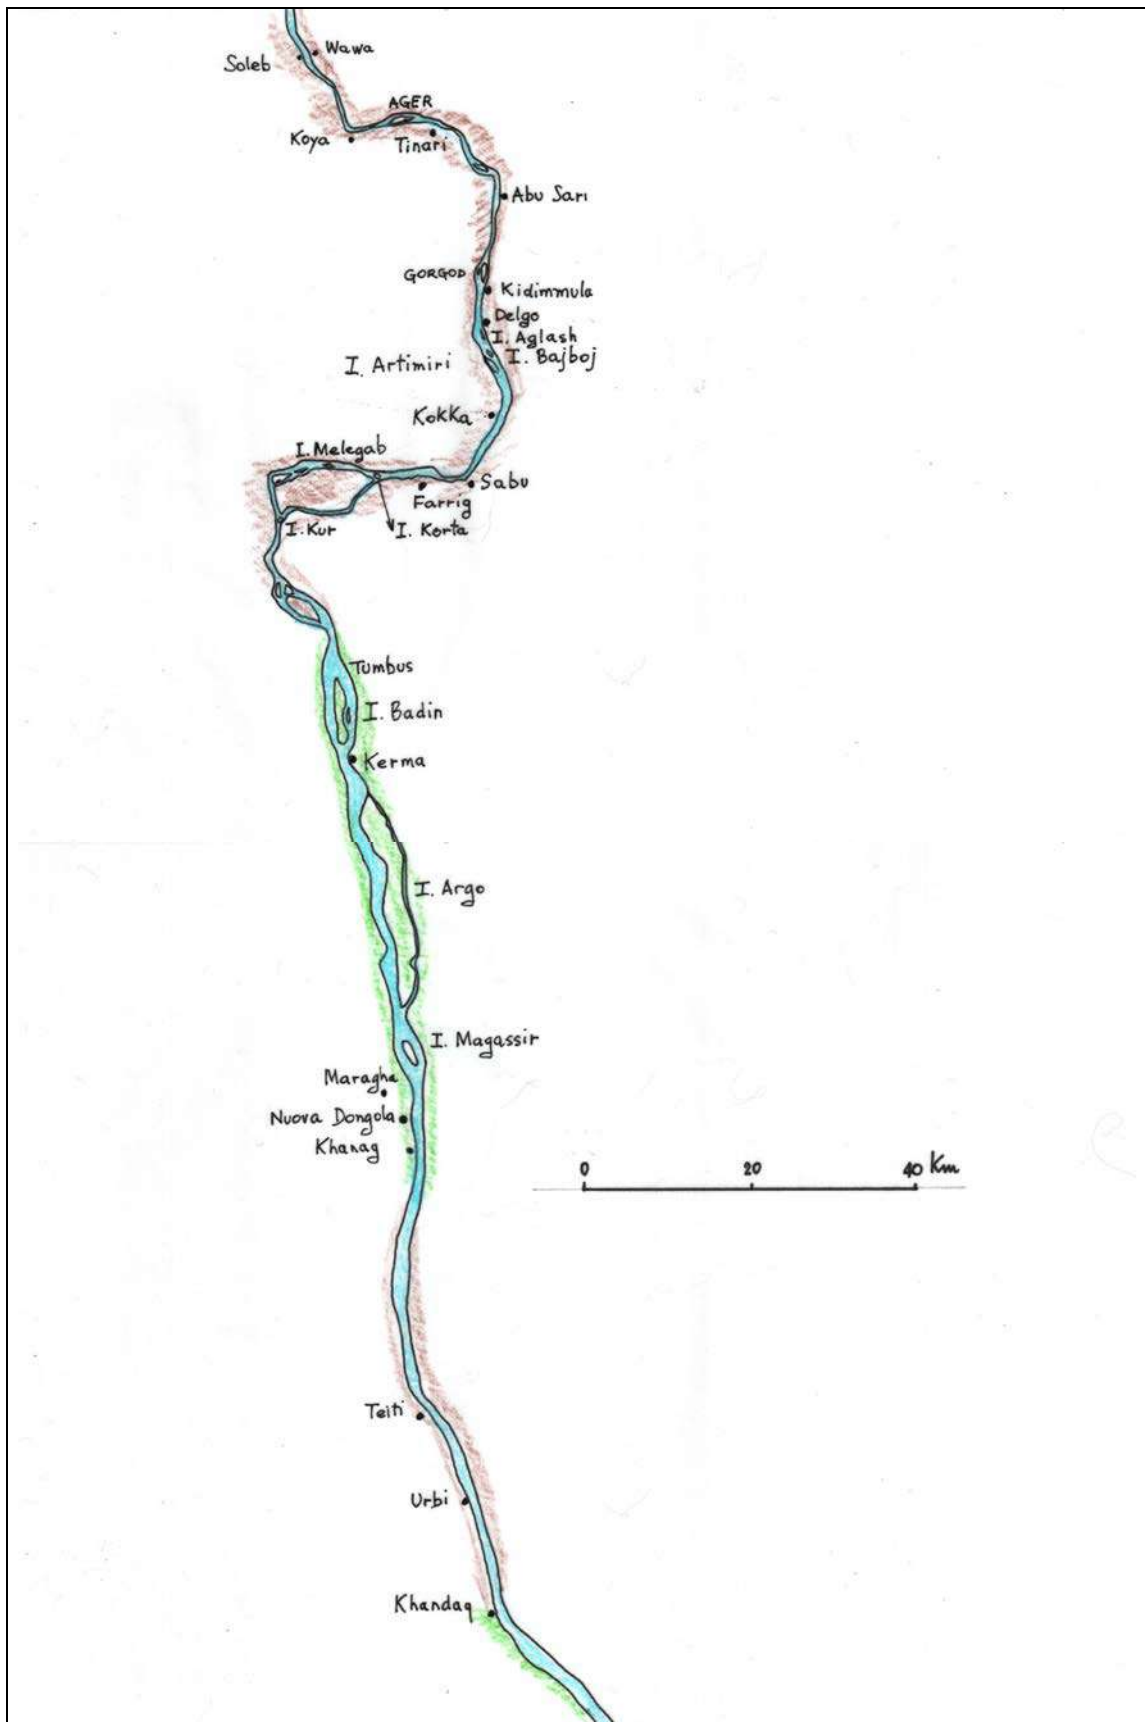 Wawa
Soleb
AGER
Koya
Tinari
Abu Sari
GORGOD
Kidimmula
Delgo
I. Aglash
I. Bajboj
I. Artimiri
Kokka
I. Melegab
Sabu
Farrig
I. Kur
I. Korta
Tumbus
I. Badin
Kerma
I. Argo
I. Magassir
Maragha
Nuova Dongola
Khanag
0 20 40 Km
Teiti
Urbi
Khandaq